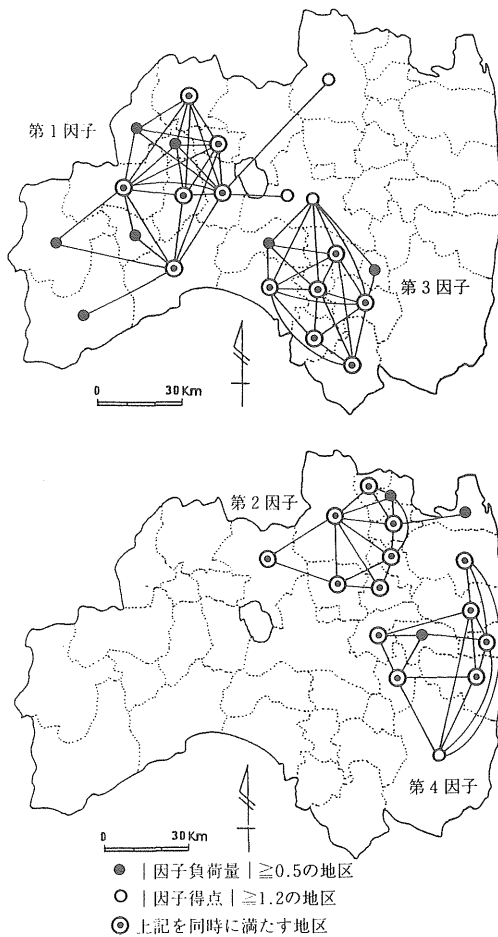 第1因子
第3因子
0 30Km
第2因子
第4因子
0 30Km
● |因子負荷量|≧0.5の地区
○ |因子得点|≧1.2の地区
◎ 上記を同時に満たす地区